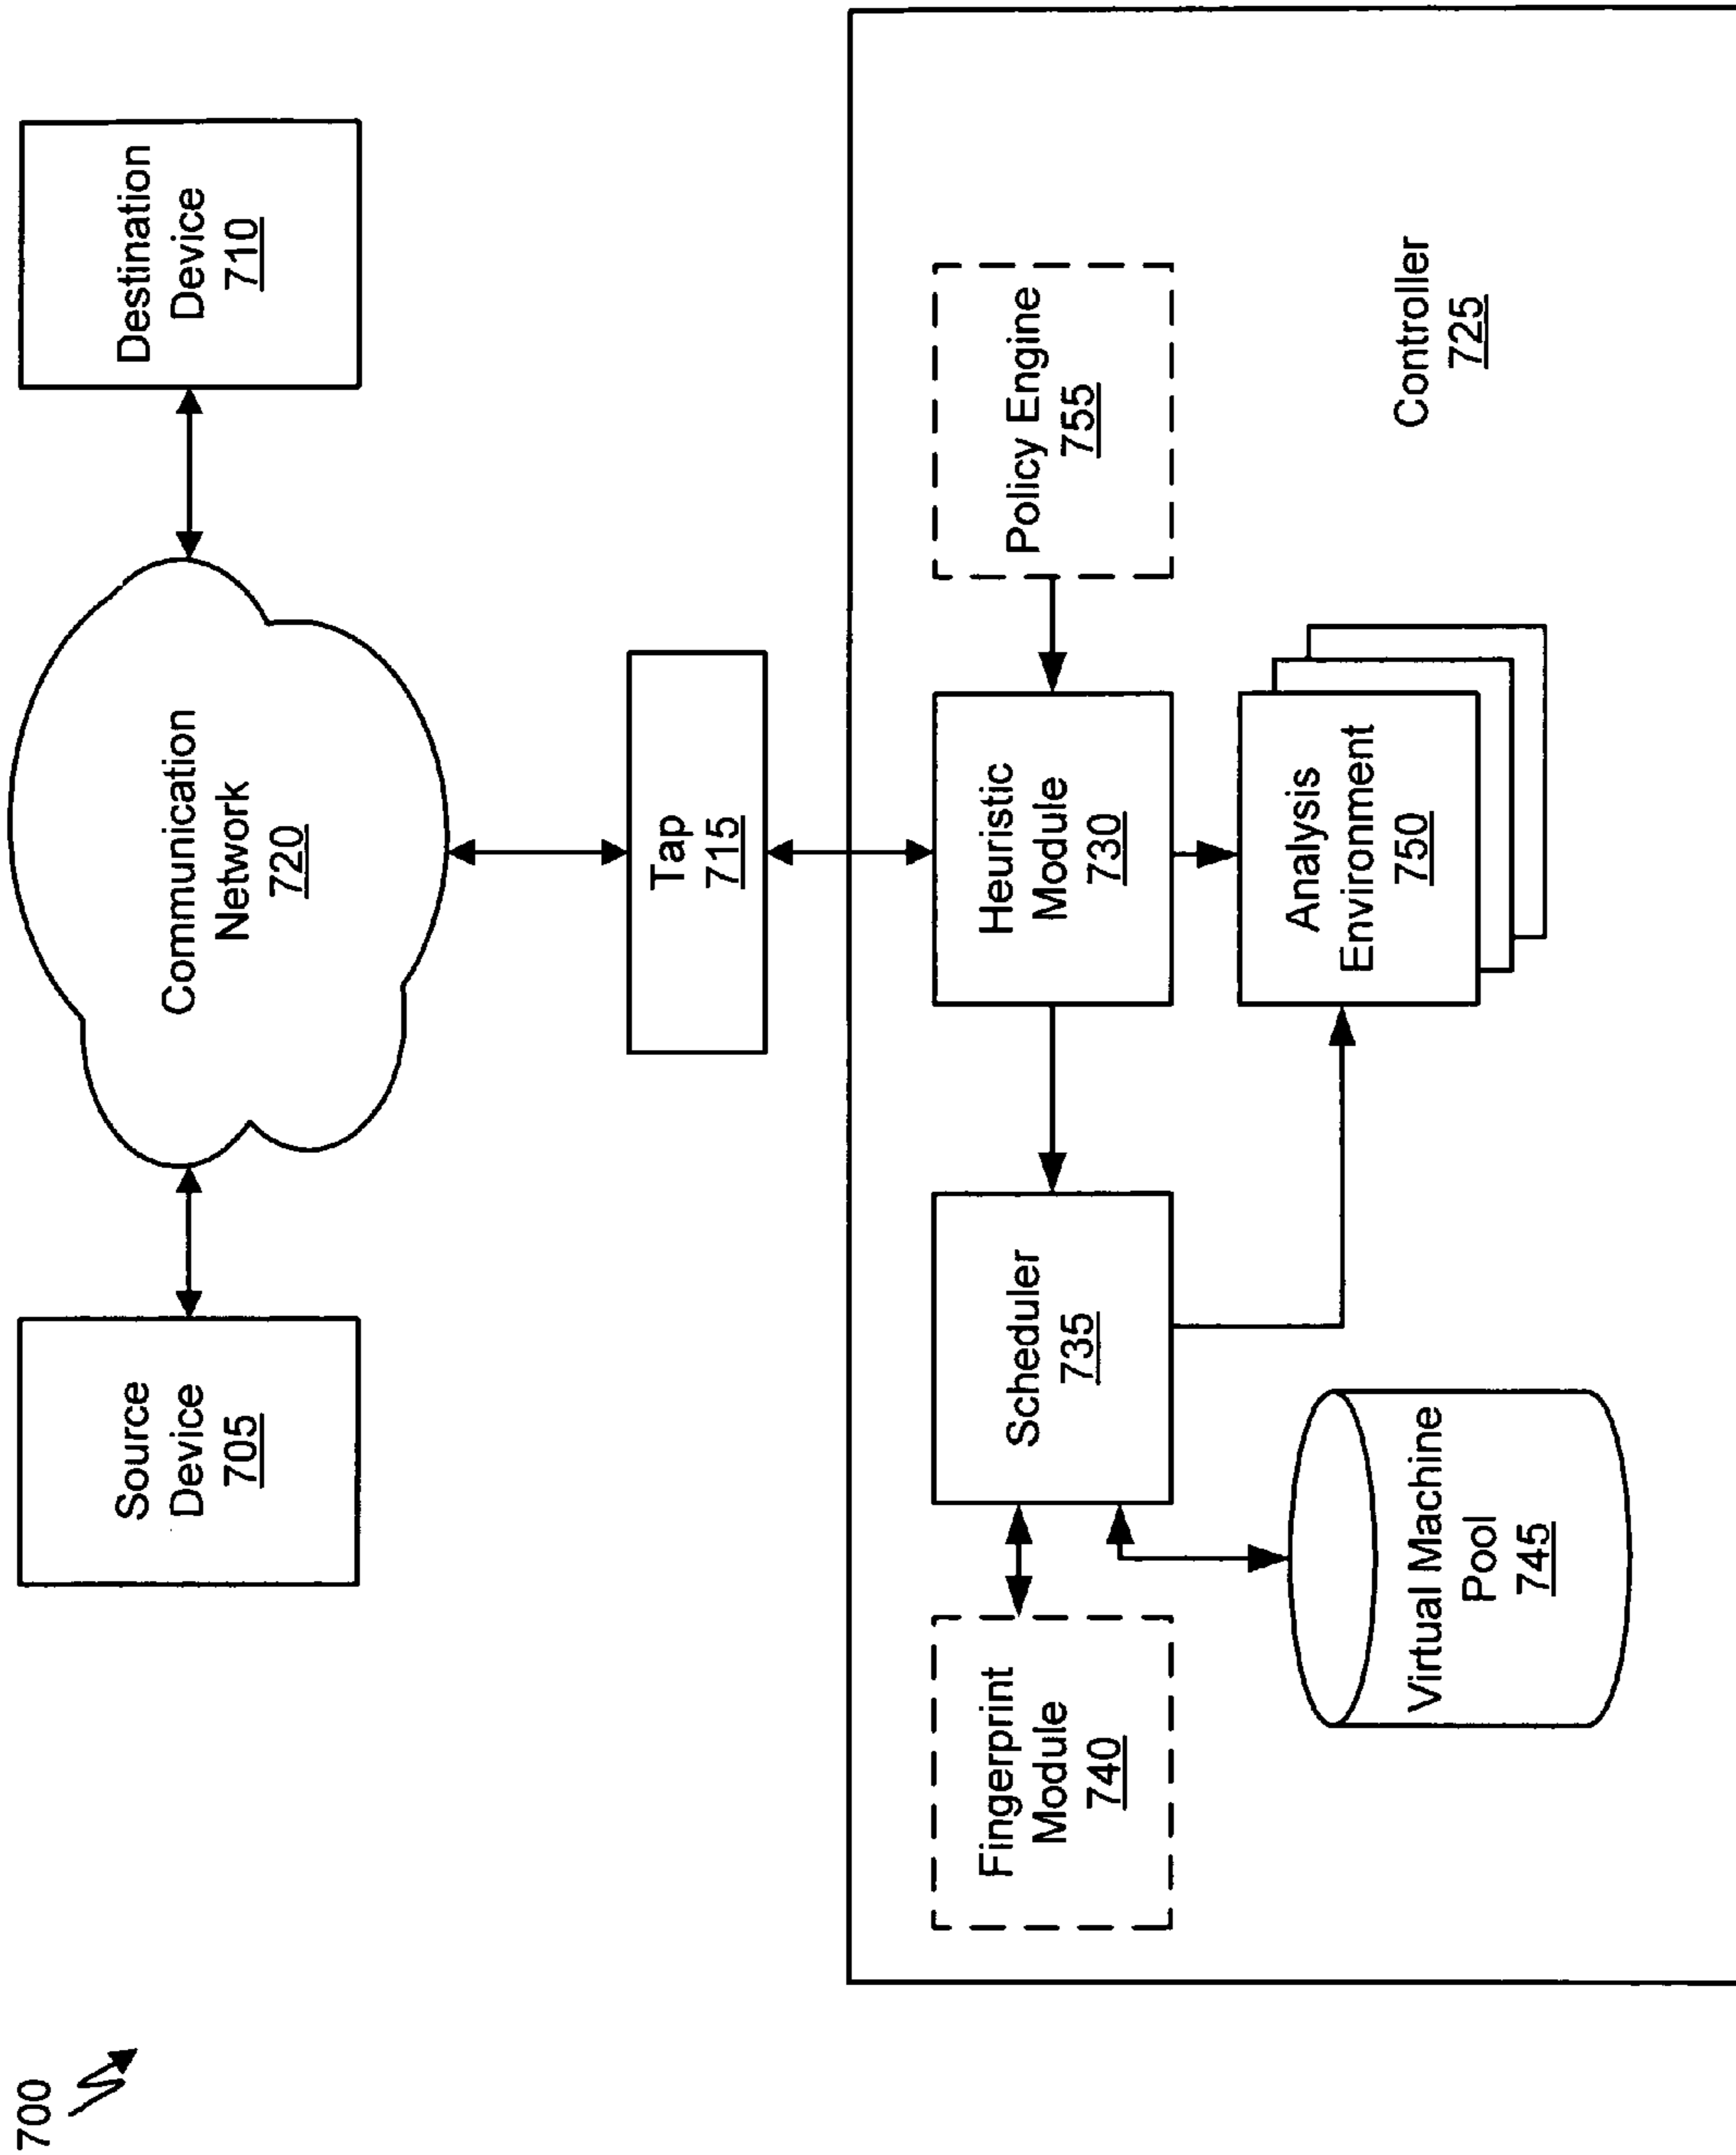 700
Source
Device
705
Communication
Network
720
Destination
Device
710
Tap
715
Fingerprint
Module
740
Scheduler
735
Heuristic
Module
730
Policy Engine
755
Virtual Machine
Pool
745
Analysis
Environment
750
Controller
725